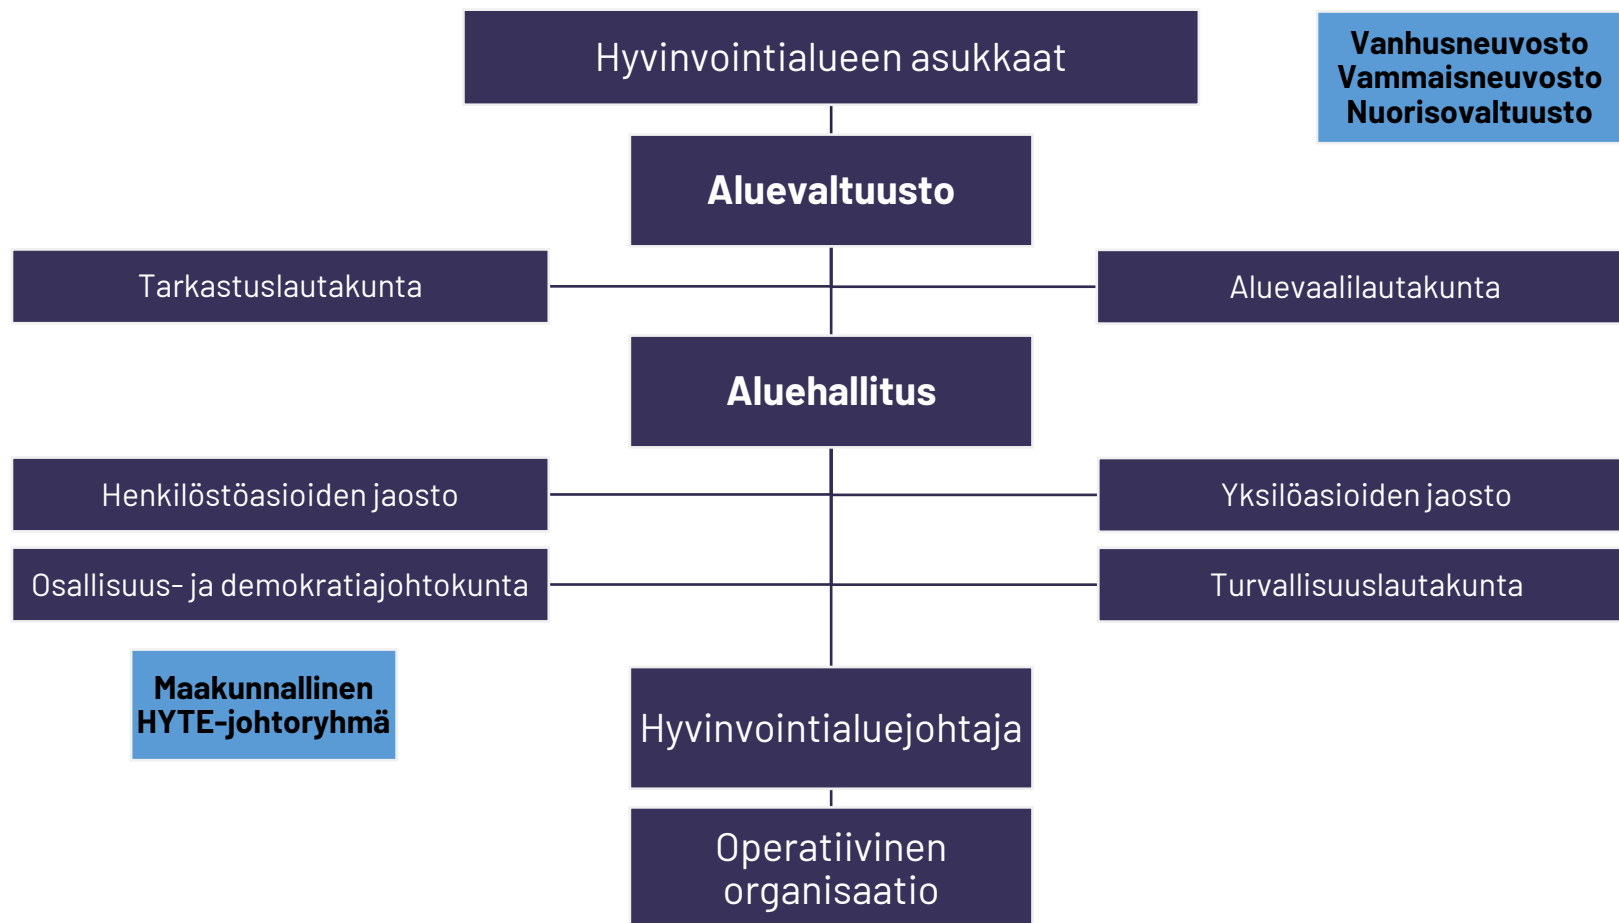 Hyvinvointialueen asukkaat
Vanhusneuvosto
Vammaisneuvosto
Nuorisovaltuusto
Aluevaltuusto
Tarkastuslautakunta
Aluevaalilautakunta
Aluehallitus
Henkilöstöasioiden jaosto
Yksilöasioiden jaosto
Osallisuus- ja demokratiajohtokunta
Turvallisuuslautakunta
Maakunnallinen
HYTE-johtoryhmä
Hyvinvointialuejohtaja
Operatiivinen
organisaatio